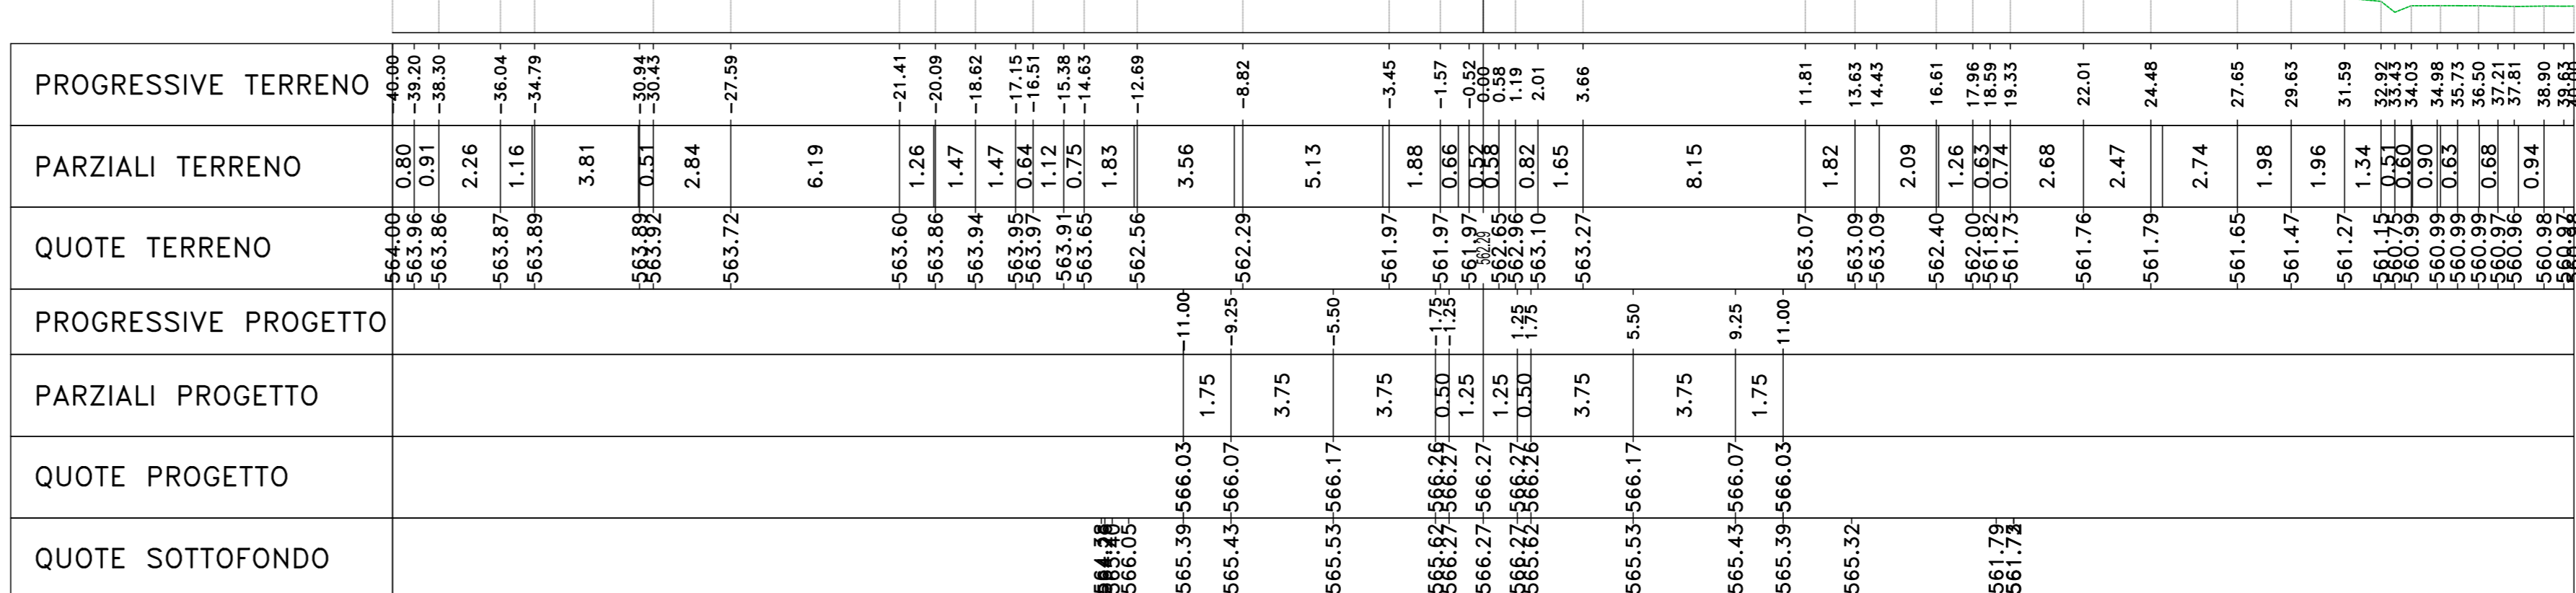 PROGRESSIVE TERRENO -40.00 -39.20 -38.30 -36.04 -34.79 -30.94 -30.43 -27.59 -21.41 -20.09 -18.62 -17.15 -16.51 -15.38 -14.63 -12.69 -8.82 -3.45 -1.57 -0.52 0.00 0.58 1.19 2.01 3.66 11.81 13.63 14.43 16.61 17.96 18.59 19.33 22.01 24.48 27.65 29.63 31.59 32.92 33.43 34.03 34.98 35.73 36.50 37.21 37.81 38.90 39.63
PARZIALI TERRENO 0.80 0.91 2.26 1.16 3.81 0.51 2.84 6.19 1.26 1.47 1.47 0.64 1.12 0.75 1.83 3.56 5.13 1.88 0.66 0.52 0.58 0.82 1.65 8.15 1.82 2.09 1.26 0.63 0.74 2.68 2.47 2.74 1.98 1.96 1.34 0.51 0.60 0.90 0.63 0.68 0.94
QUOTE TERRENO 564.00 563.96 563.86 563.87 563.89 563.89 563.92 563.72 563.60 563.86 563.94 563.95 563.97 563.91 563.65 562.56 562.29 561.97 561.97 561.97 562.29 562.65 562.96 563.10 563.27 563.07 563.09 563.09 562.40 562.00 561.82 561.73 561.76 561.79 561.65 561.47 561.27 561.15 560.75 560.99 560.99 560.99 560.99 560.97 560.96 560.98 560.97
PROGRESSIVE PROGETTO -11.00 -9.25 -5.50 -1.75 -1.25 1.25 1.75 5.50 9.25 11.00
PARZIALI PROGETTO 1.75 3.75 3.75 0.50 1.25 1.25 0.50 3.75 3.75 1.75
QUOTE PROGETTO 566.03 566.07 566.17 566.26 566.27 566.27 566.27 566.26 566.17 566.07 566.03
QUOTE SOTTOFONDO 566.05 565.39 565.43 565.53 565.62 566.27 566.27 566.27 565.62 565.53 565.43 565.39 565.32 561.79